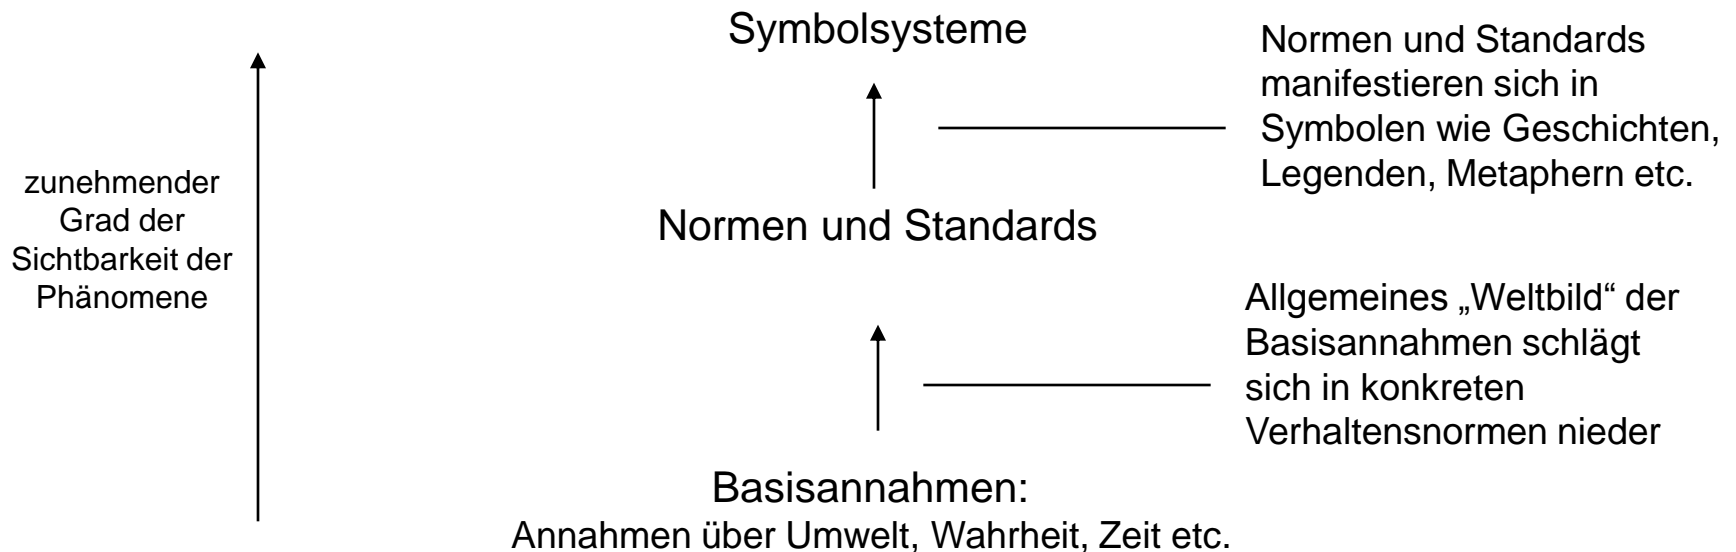 Symbolsysteme
Normen und Standards
manifestieren sich in
Symbolen wie Geschichten,
Legenden, Metaphern etc.
zunehmender
Grad der
Sichtbarkeit der
Phänomene
Normen und Standards
Allgemeines „Weltbild“ der
Basisannahmen schlägt
sich in konkreten
Verhaltensnormen nieder
Basisannahmen:
Annahmen über Umwelt, Wahrheit, Zeit etc.